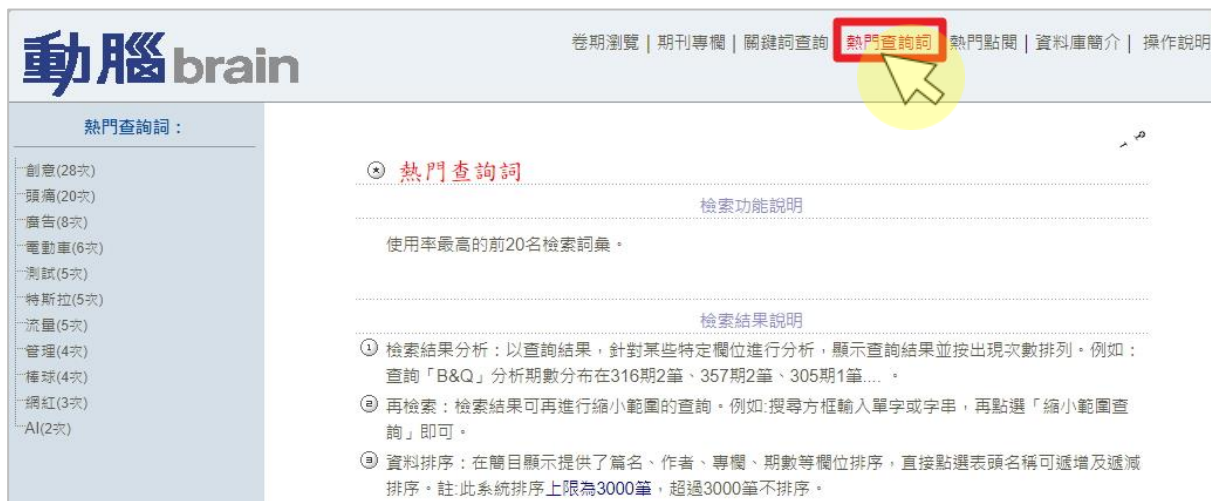 動腦brain
卷期瀏覽 | 期刊專欄 | 關鍵詞查詢 | 熱門查詢詞 | 熱門點閱 | 資料庫簡介 | 操作說明
熱門查詢詞：
創意(28次)
頭痛(20次)
廣告(8次)
電動車(6次)
測試(5次)
特斯拉(5次)
流量(5次)
管理(4次)
棒球(4次)
網紅(3次)
AI(2次)
熱門查詢詞
檢索功能說明
使用率最高的前20名檢索詞彙。
檢索結果說明
① 檢索結果分析：以查詢結果，針對某些特定欄位進行分析，顯示查詢結果並按出現次數排列。例如：
查詢「B&Q」分析期數分布在316期2筆、357期2筆、305期1筆.... 。
② 再檢索：檢索結果可再進行縮小範圍的查詢。例如:搜尋方框輸入單字或字串，再點選「縮小範圍查
詢」即可。
③ 資料排序：在簡目顯示提供了篇名、作者、專欄、期數等欄位排序，直接點選表頭名稱可遞增及遞減
排序。註:此系統排序上限為3000筆，超過3000筆不排序。